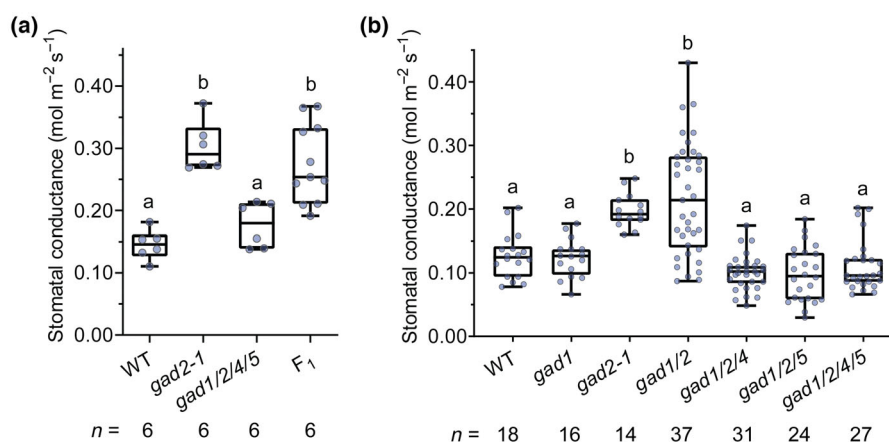 (a)
Stomatal conductance (mol m⁻² s⁻¹)
0.40
0.30
0.20
0.10
0.00
a
b
a
b
WT
gad2-1
gad1/2/4/5
F₁
n = 6 6 6 6
(b)
Stomatal conductance (mol m⁻² s⁻¹)
0.40
0.30
0.20
0.10
0.00
a
a
b
b
a
a
a
WT
gad1
gad2-1
gad1/2
gad1/2/4
gad1/2/5
gad1/2/4/5
n = 18 16 14 37 31 24 27